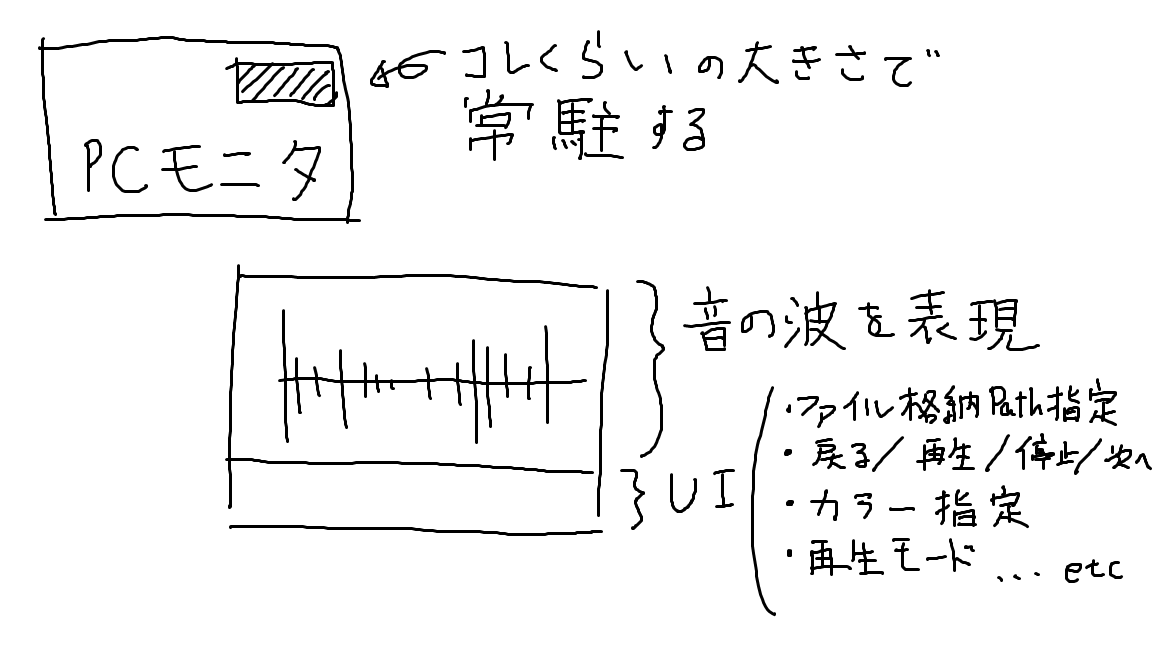 コレくらいの大きさで
常駐する
PCモニタ
音の波を表現
UI
・ファイル格納Path指定
・戻る/再生/停止/次へ
・カラー指定
・再生モード ... etc